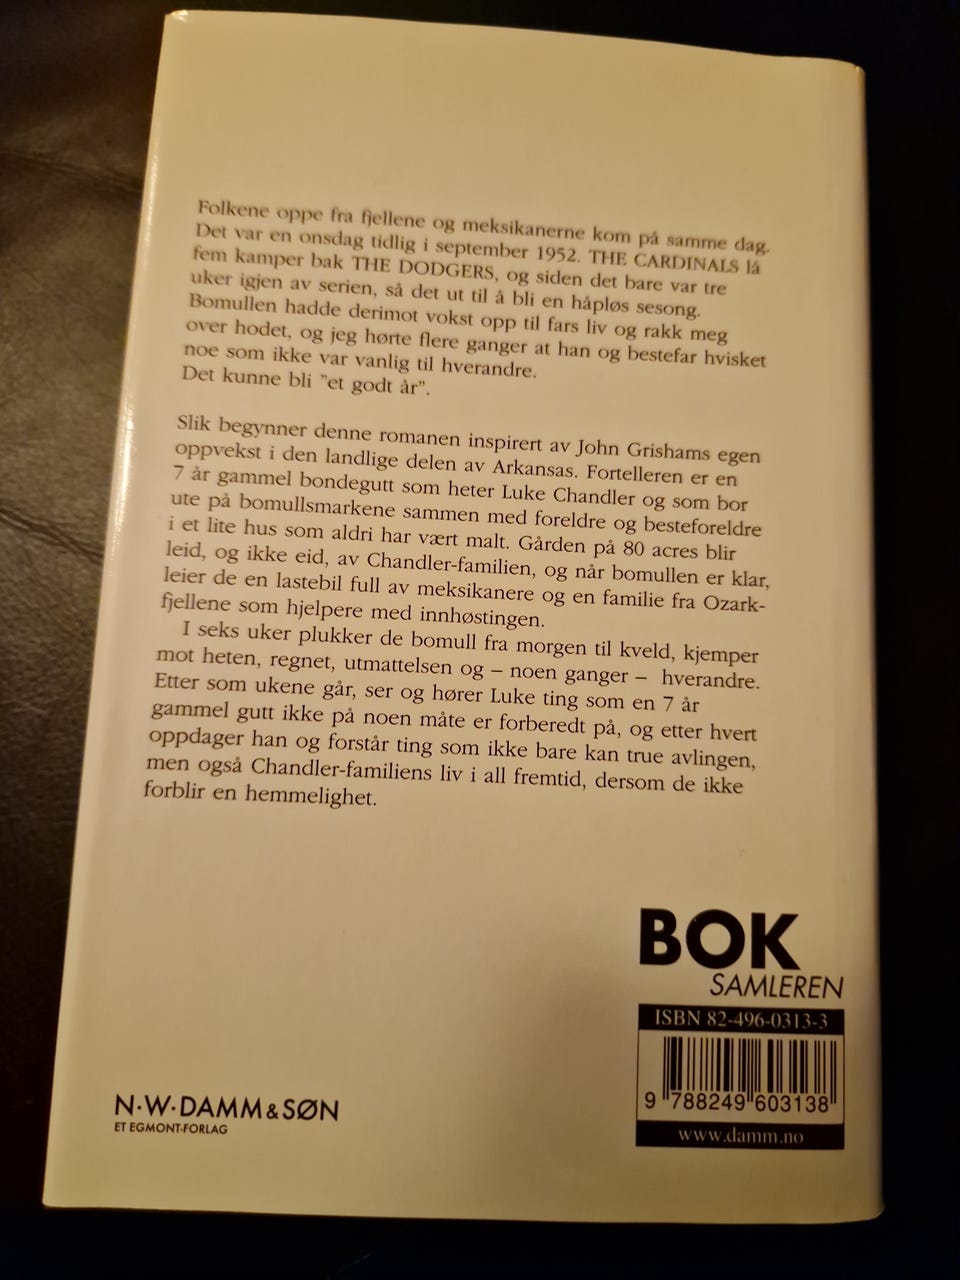 Folkene oppe fra fjellene og meksikanerne kom på samme dag.
Det var en onsdag tidlig i september 1952. THE CARDINALS lå
fem kamper bak THE DODGERS, og siden det bare var tre
uker igjen av serien, så det ut til å bli en håpløs sesong.
Bomullen hadde derimot vokst opp til fars liv og rakk meg
over hodet, og jeg hørte flere ganger at han og bestefar hvisket
noe som ikke var vanlig til hverandre.
Det kunne bli "et godt år".
Slik begynner denne romanen inspirert av John Grishams egen
oppvekst i den landlige delen av Arkansas. Fortelleren er en
7 år gammel bondegutt som heter Luke Chandler og som bor
ute på bomullsmarkene sammen med foreldre og besteforeldre
i et lite hus som aldri har vært malt. Gården på 80 acres blir
leid, og ikke eid, av Chandler-familien, og når bomullen er klar,
leier de en lastebil full av meksikanere og en familie fra Ozark-
fjellene som hjelpere med innhøstingen.
I seks uker plukker de bomull fra morgen til kveld, kjemper
mot heten, regnet, utmattelsen og – noen ganger – hverandre.
Etter som ukene går, ser og hører Luke ting som en 7 år
gammel gutt ikke på noen måte er forberedt på, og etter hvert
oppdager han og forstår ting som ikke bare kan true avlingen,
men også Chandler-familiens liv i all fremtid, dersom de ikke
forblir en hemmelighet.
BOK
SAMLEREN
ISBN 82-496-0313-3
9 788249 603138
www.damm.no
N·W·DAMM & SØN
ET EGMONT-FORLAG